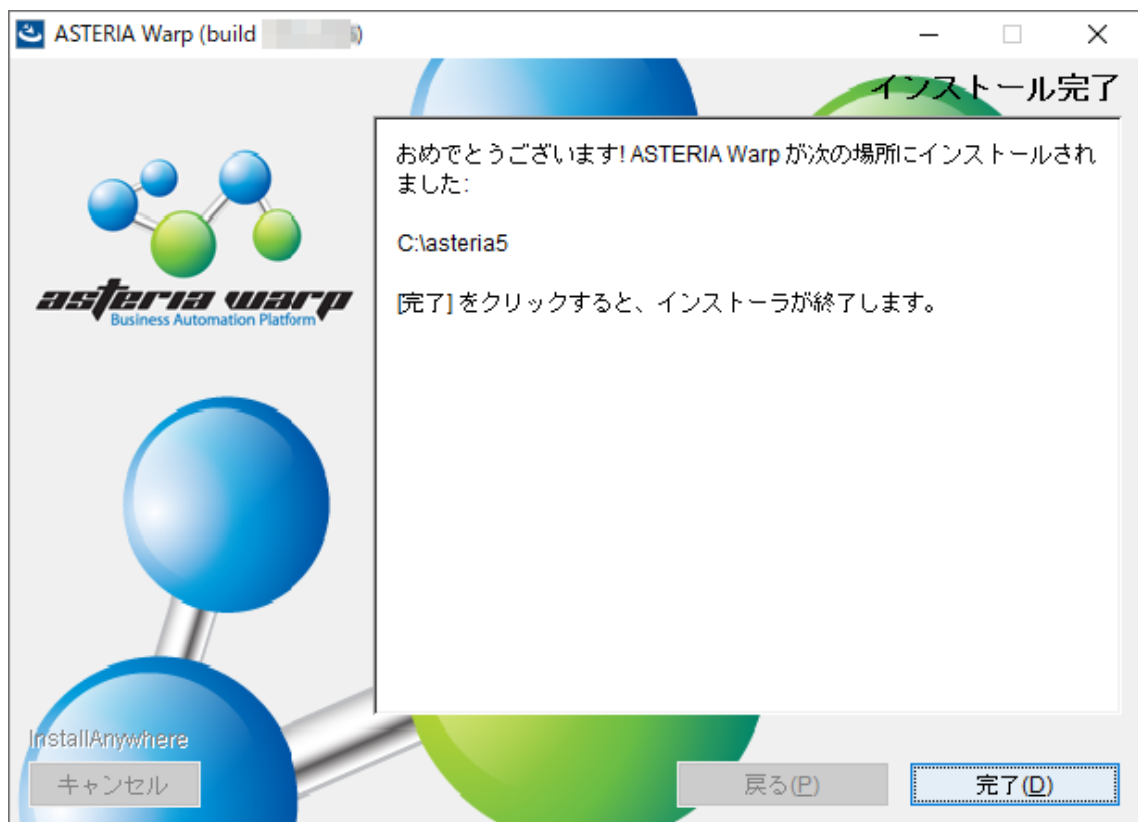 ASTERIA Warp (build )
インストール完了
おめでとうございます! ASTERIA Warp が次の場所にインストールされ
ました:
C:\asteria5
[完了] をクリックすると、インストーラが終了します。
asteria warp
Business Automation Platform
InstallAnywhere
キャンセル
戻る(P)
完了(D)